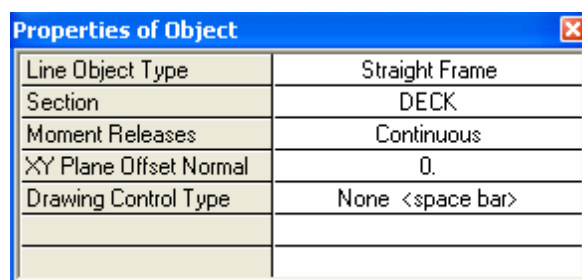 Properties of Object
Line Object Type Straight Frame
Section DECK
Moment Releases Continuous
XY Plane Offset Normal 0.
Drawing Control Type None <space bar>